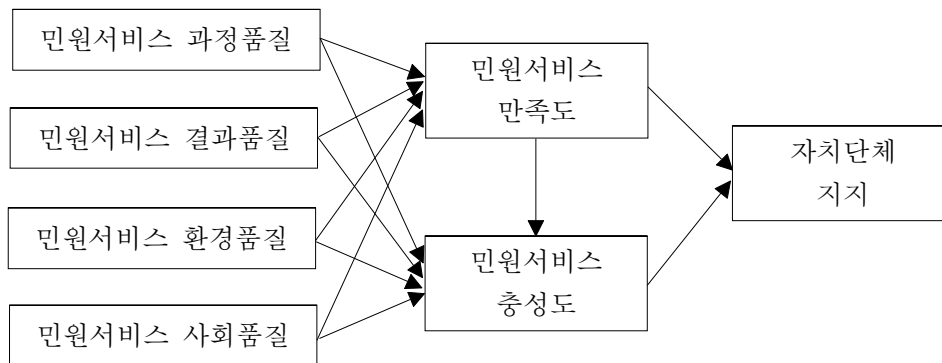 민원서비스 과정품질
민원서비스 결과품질
민원서비스 환경품질
민원서비스 사회품질
민원서비스
만족도
민원서비스
충성도
자치단체
지지